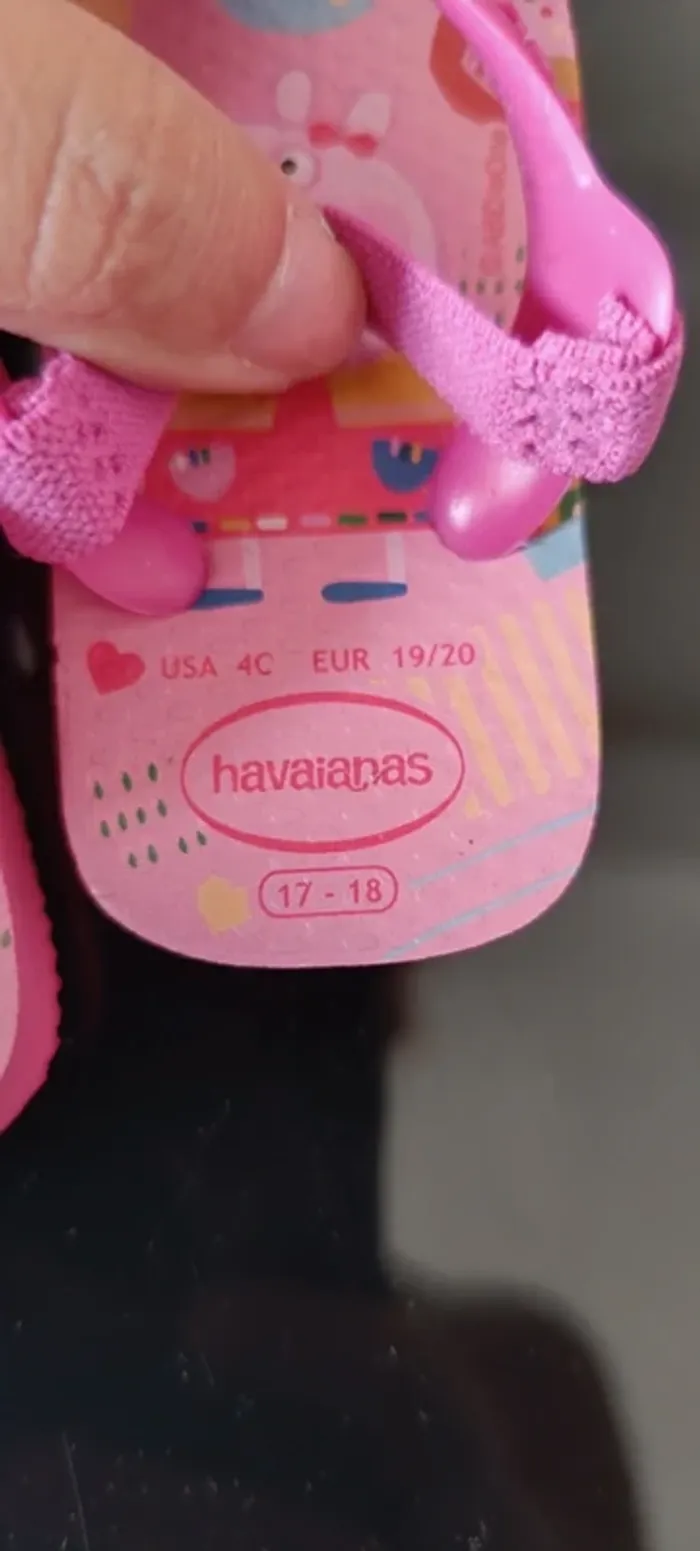 USA 4C EUR 19/20
havaianas
17 - 18